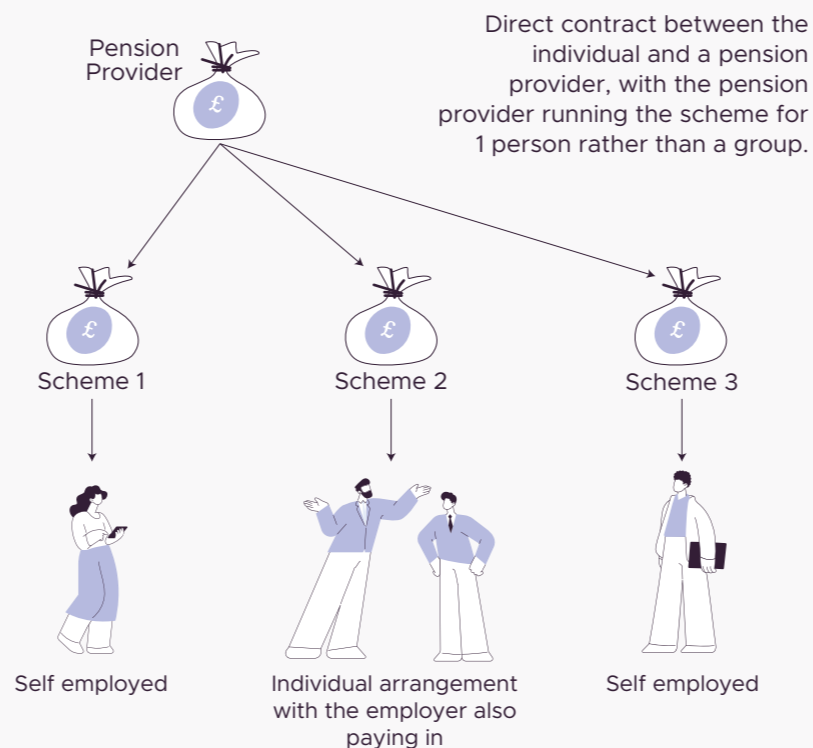 Pension
Provider
Direct contract between the
individual and a pension
provider, with the pension
provider running the scheme for
1 person rather than a group.
£
£
£
£
Scheme 1
Scheme 2
Scheme 3
Self employed
Individual arrangement
with the employer also
paying in
Self employed